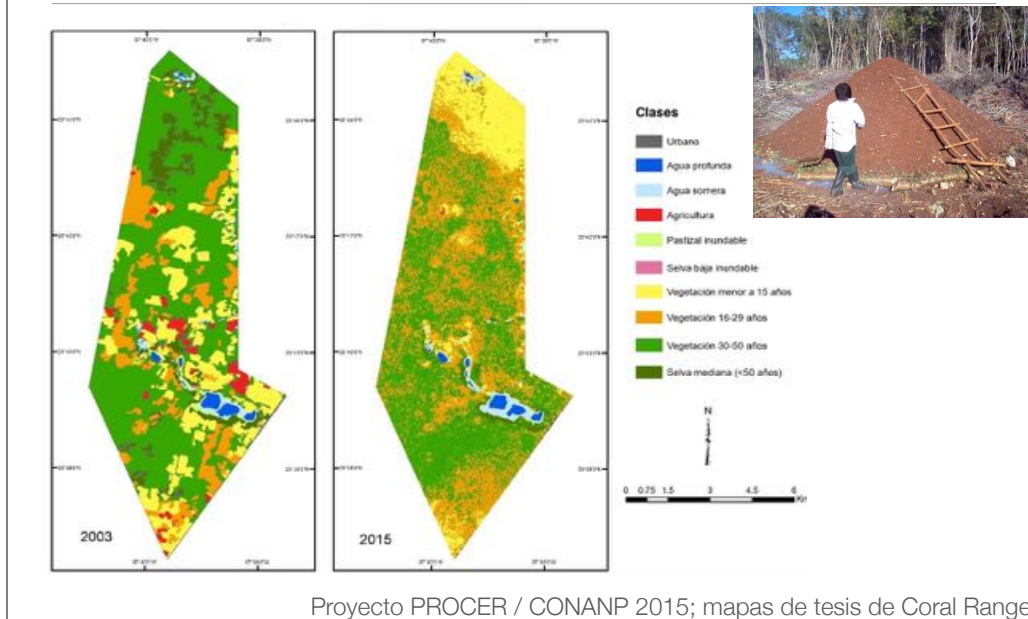 Clases
Urbano
Agua profunda
Agua somera
Agricultura
Pastizal inundable
Selva baja inundable
Vegetación menor a 15 años
Vegetación 16-29 años
Vegetación 30-50 años
Selva mediana (<50 años)
N
0 0.75 1.5 3 4.5 6
Km
2003
2015
Proyecto PROCER / CONANP 2015; mapas de tesis de Coral Range